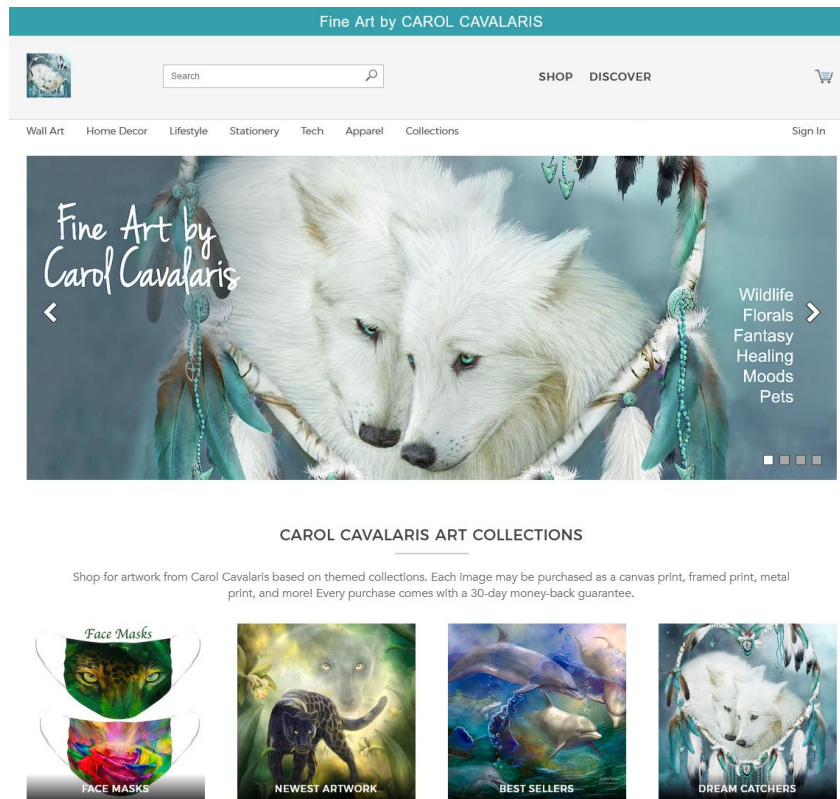 Fine Art by CAROL CAVALARIS
Search
SHOP DISCOVER
Wall Art Home Decor Lifestyle Stationery Tech Apparel Collections Sign In
Fine Art by
Carol Cavalaris
Wildlife
Florals
Fantasy
Healing
Moods
Pets
CAROL CAVALARIS ART COLLECTIONS
Shop for artwork from Carol Cavalaris based on themed collections. Each image may be purchased as a canvas print, framed print, metal
print, and more! Every purchase comes with a 30-day money-back guarantee.
Face Masks
FACE MASKS
NEWEST ARTWORK
BEST SELLERS
DREAM CATCHERS